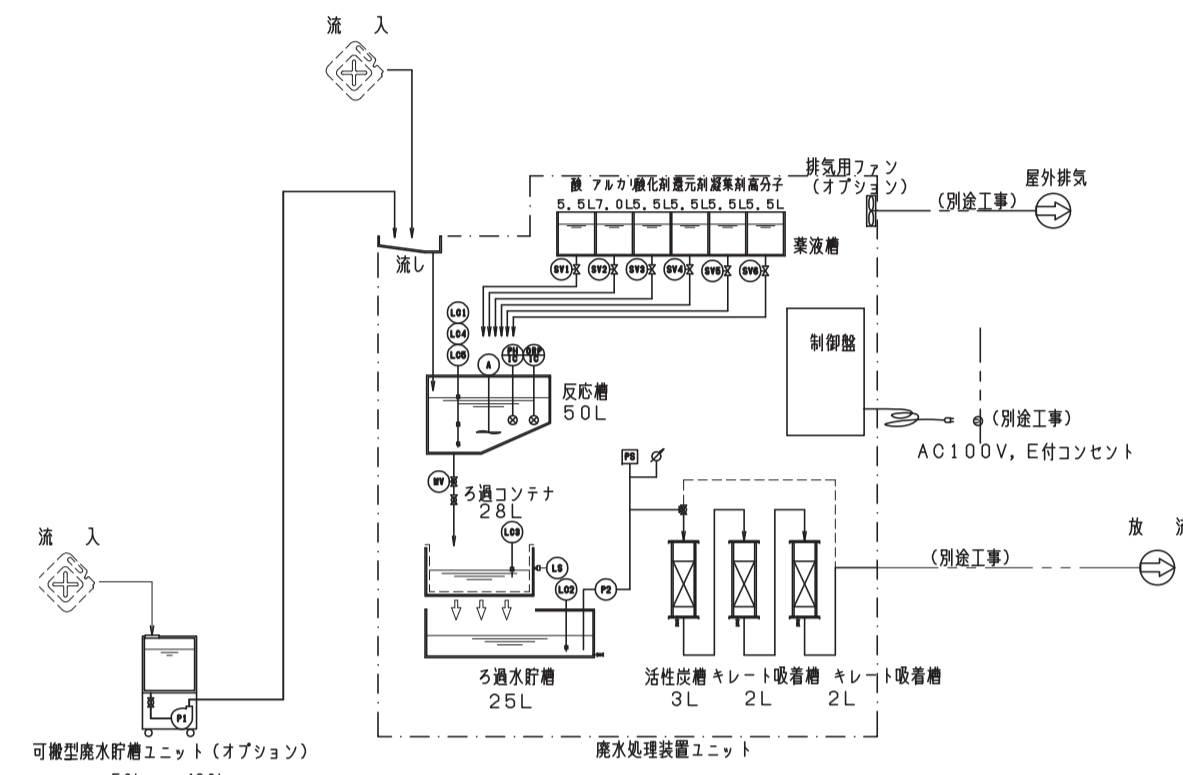 流 入
排気用ファン
(オプション)
屋外排気
(別途工事)
酸 アルカリ 酸化剤 還元剤 凝集剤 高分子
5.5L 7.0L 5.5L 5.5L 5.5L 5.5L
薬液槽
流し
SV1 SV2 SV3 SV4 SV5 SV6
LC1
LC4
LC5
A
PH
IC
ORP
IC
制御盤
反応槽
50L
(別途工事)
AC100V,E付コンセント
PS
MV
ろ過コンテナ
28L
LC3
流 入
放 流
(別途工事)
LS
LO2
P2
ろ過水貯槽
25L
活性炭槽 キレート吸着槽 キレート吸着槽
3L 2L 2L
P1
可搬型廃水貯槽ユニット(オプション)
廃水処理装置ユニット